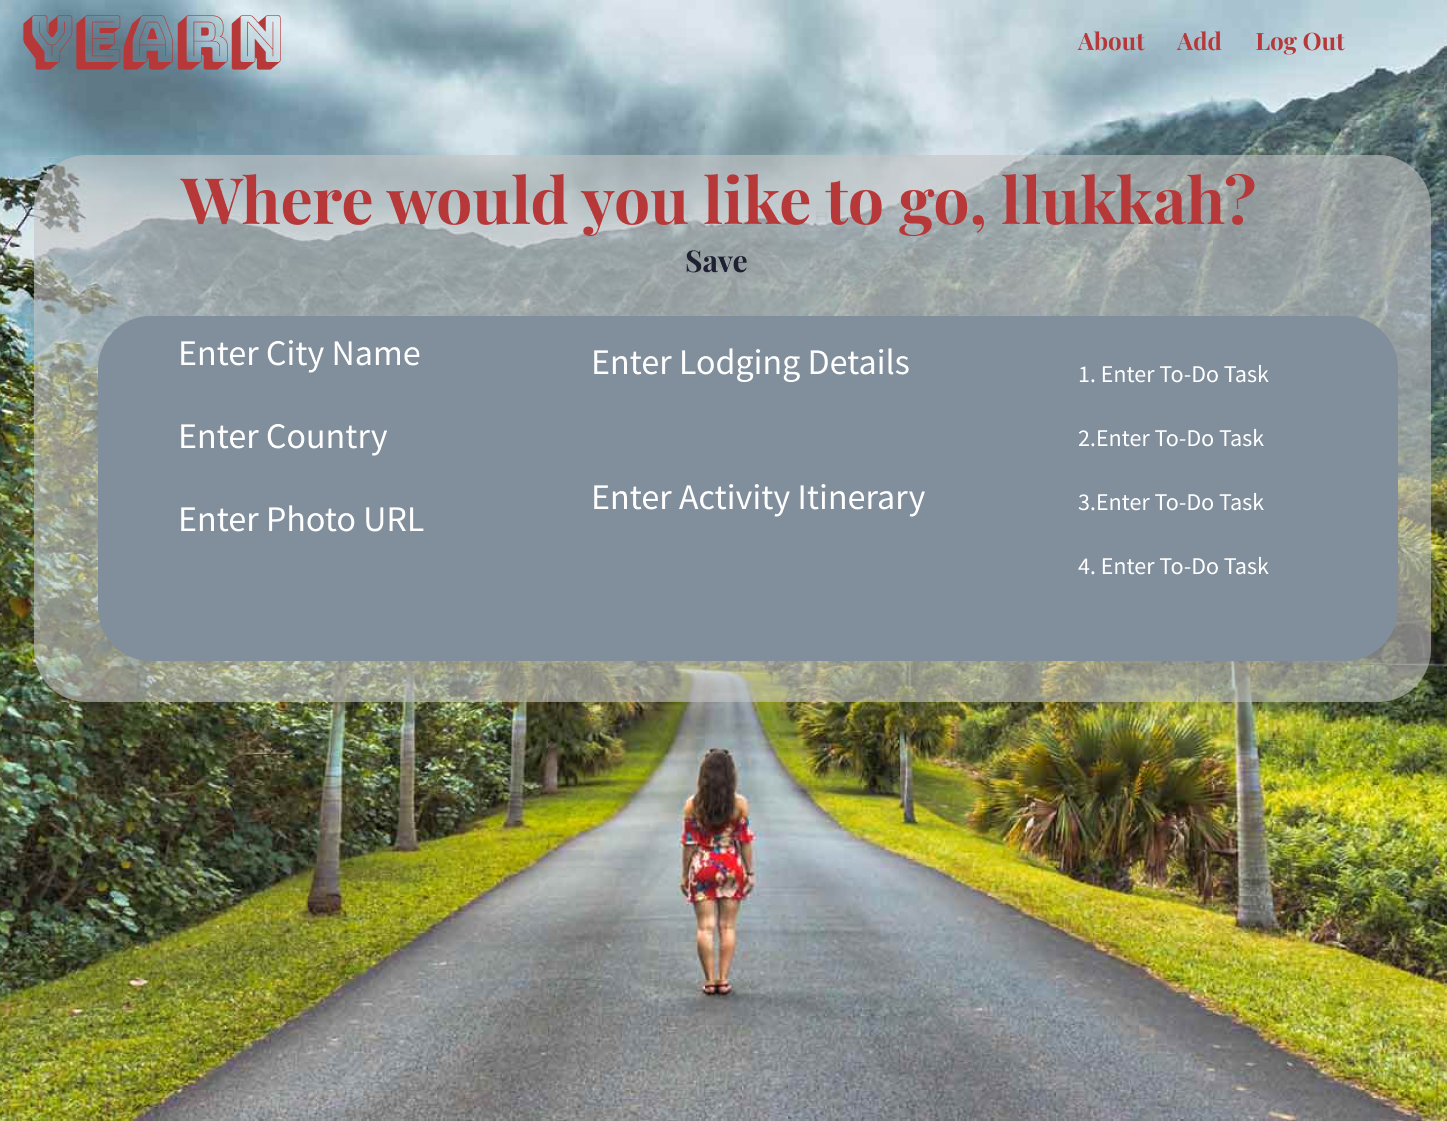 YEARN
About Add Log Out
Where would you like to go, llukkah?
Save
Enter City Name
Enter Country
Enter Photo URL
Enter Lodging Details
Enter Activity Itinerary
1. Enter To-Do Task
2.Enter To-Do Task
3.Enter To-Do Task
4. Enter To-Do Task